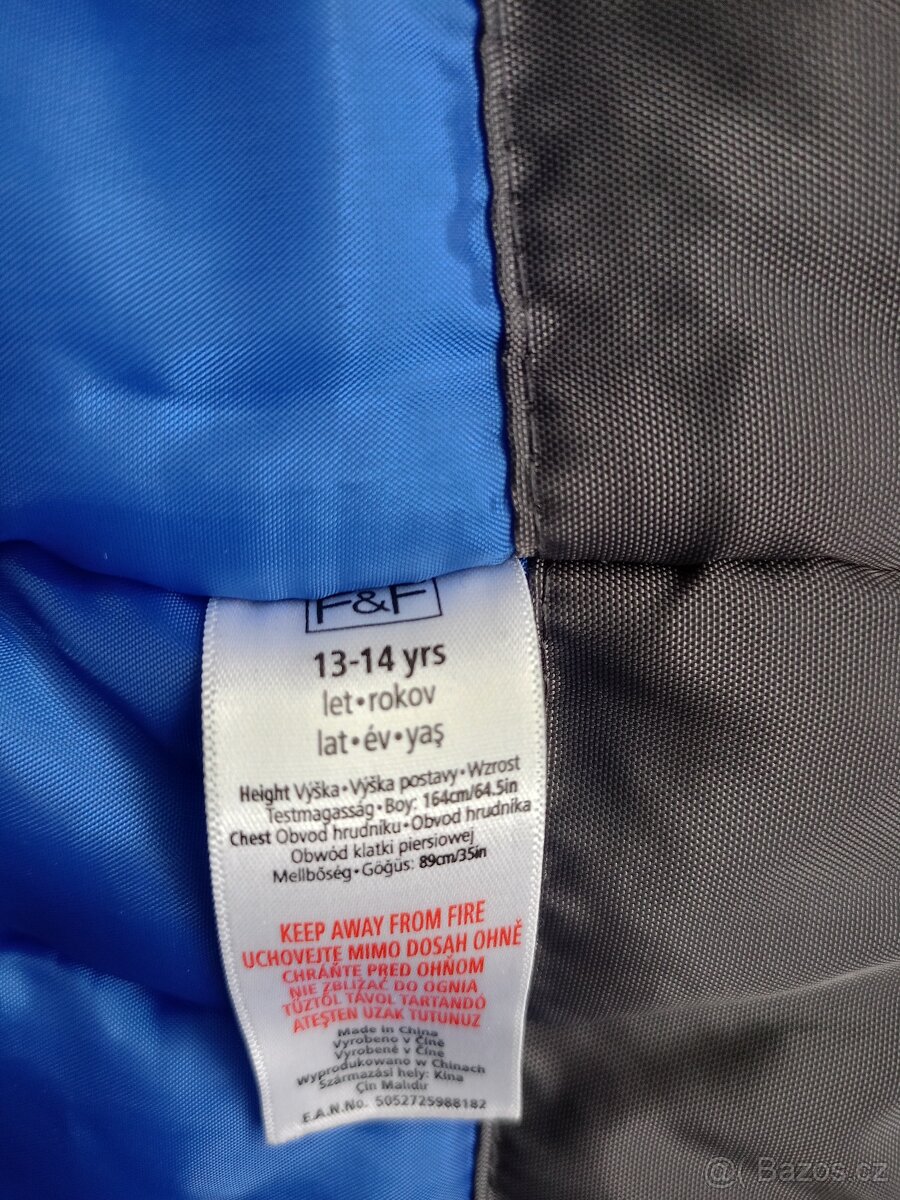 F&F
13-14 yrs
let•rokov
lat•év•yaş
Height Výška•Výška postavy•Wzrost
Testmagasság•Boy: 164cm/64.5in
Chest Obvod hrudníku•Obvod hrudníka
Obwód klatki piersiowej
Mellbőség•Göğüs: 89cm/35in
KEEP AWAY FROM FIRE
UCHOVEJTE MIMO DOSAH OHNĚ
CHRÁŇTE PRED OHŇOM
NIE ZBLIŻAĆ DO OGNIA
TŰZTŐL TÁVOL TARTANDÓ
ATEŞTEN UZAK TUTUNUZ
Made in China
Vyrobeno v Číně
Vyrobené v Číne
Wyprodukowano w Chinach
Származási hely: Kína
Çin Malıdır
E.A.N.No. 5052725988182
Bazos.cz